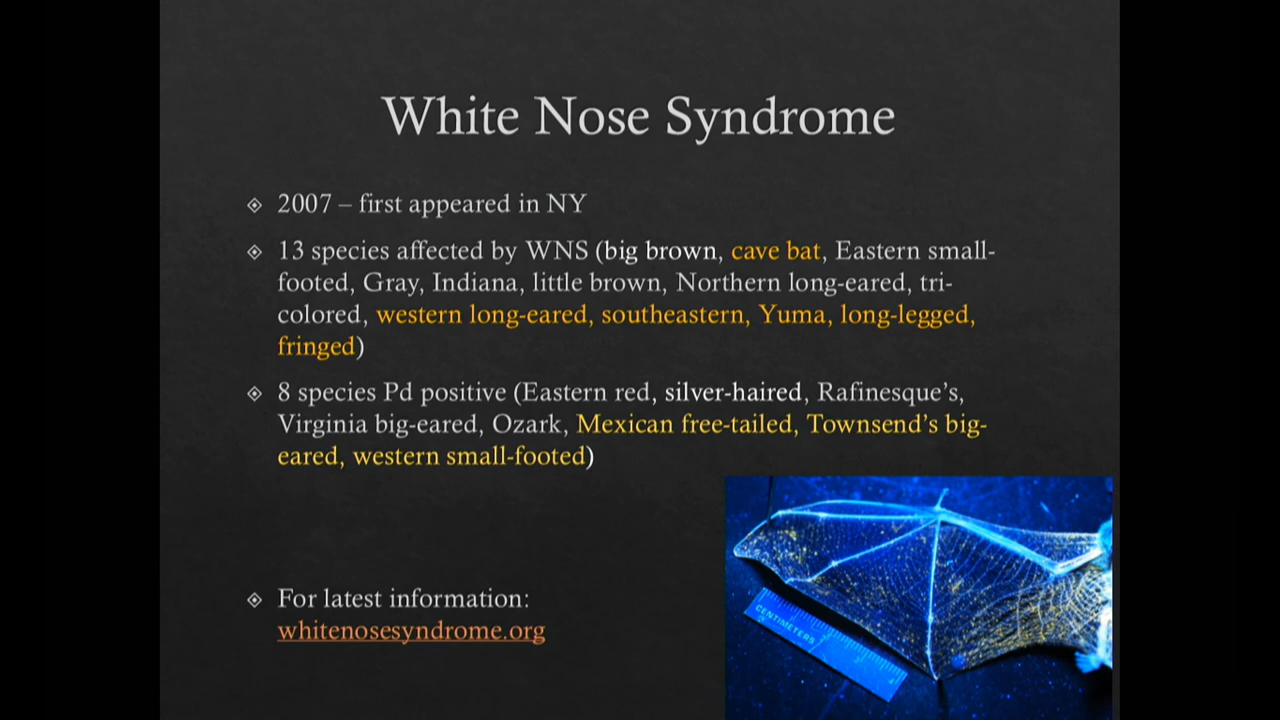 White Nose Syndrome
2007 – first appeared in NY
13 species affected by WNS (big brown, cave bat, Eastern small-
footed, Gray, Indiana, little brown, Northern long-eared, tri-
colored, western long-eared, southeastern, Yuma, long-legged,
fringed)
8 species Pd positive (Eastern red, silver-haired, Rafinesque's,
Virginia big-eared, Ozark, Mexican free-tailed, Townsend's big-
eared, western small-footed)
For latest information:
whitenosesyndrome.org
CENTIMETERS